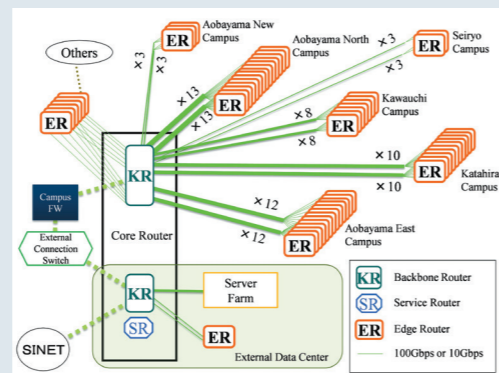 Others
ER
Aobayama New
Campus
ER
×3
×3
Aobayama North
Campus
ER
×13
×13
Seiryo
Campus
ER
×3
×3
Kawauchi
Campus
ER
×8
×8
Katahira
Campus
ER
×10
×10
Aobayama East
Campus
ER
×12
×12
KR
Campus
FW
Core Router
External
Connection
Switch
KR
Server
Farm
SR
ER
SINET
External Data Center
KR Backbone Router
SR Service Router
ER Edge Router
100Gbps or 10Gbps